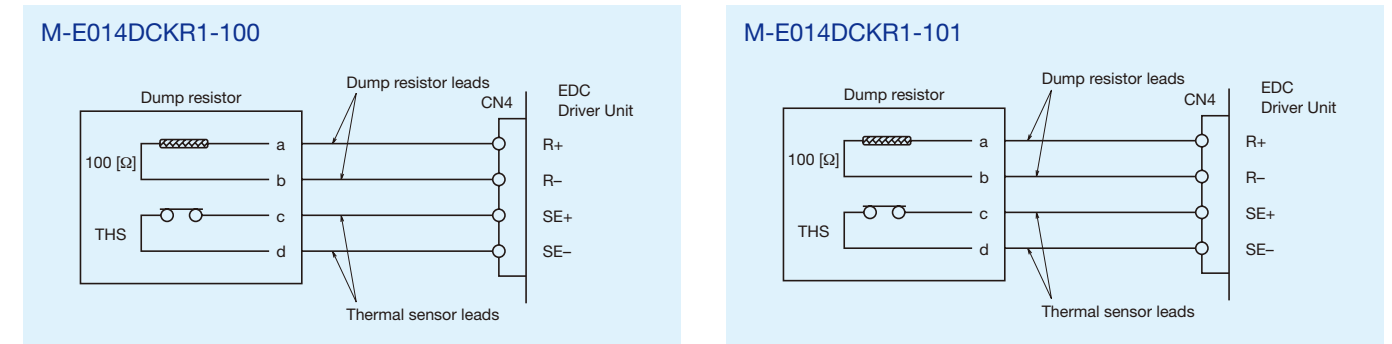 M-E014DCKR1-100
Dump resistor leads
Dump resistor
CN4
EDC
Driver Unit
100 [Ω]
a
R+
b
R–
THS
c
SE+
d
SE–
Thermal sensor leads
M-E014DCKR1-101
Dump resistor leads
Dump resistor
CN4
EDC
Driver Unit
100 [Ω]
a
R+
b
R–
THS
c
SE+
d
SE–
Thermal sensor leads